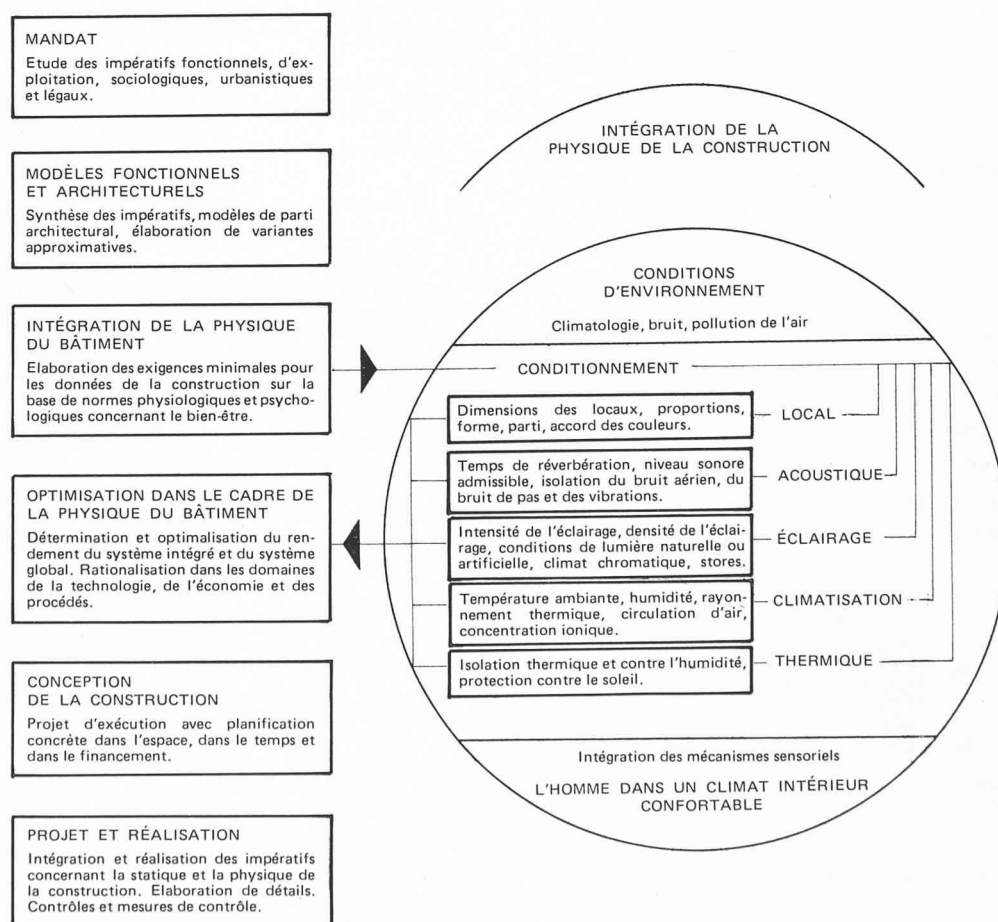 MANDAT
Etude des impératifs fonctionnels, d'ex-
ploitation, sociologiques, urbanistiques
et légaux.
MODÈLES FONCTIONNELS
ET ARCHITECTURELS
Synthèse des impératifs, modèles de parti
architectural, élaboration de variantes
approximatives.
INTÉGRATION DE LA PHYSIQUE
DU BÂTIMENT
Elaboration des exigences minimales pour
les données de la construction sur la
base de normes physiologiques et psycho-
logiques concernant le bien-être.
OPTIMISATION DANS LE CADRE DE
LA PHYSIQUE DU BÂTIMENT
Détermination et optimalisation du ren-
dement du système intégré et du système
global. Rationalisation dans les domaines
de la technologie, de l'économie et des
procédés.
CONCEPTION
DE LA CONSTRUCTION
Projet d'exécution avec planification
concrète dans l'espace, dans le temps et
dans le financement.
PROJET ET RÉALISATION
Intégration et réalisation des impératifs
concernant la statique et la physique de
la construction. Elaboration de détails.
Contrôles et mesures de contrôle.
INTÉGRATION DE LA
PHYSIQUE DE LA CONSTRUCTION
CONDITIONS
D'ENVIRONNEMENT
Climatologie, bruit, pollution de l'air
CONDITIONNEMENT
Dimensions des locaux, proportions,
forme, parti, accord des couleurs.
LOCAL
Temps de réverbération, niveau sonore
admissible, isolation du bruit aérien, du
bruit de pas et des vibrations.
ACOUSTIQUE
Intensité de l'éclairage, densité de l'éclai-
rage, conditions de lumière naturelle ou
artificielle, climat chromatique, stores.
ÉCLAIRAGE
Température ambiante, humidité, rayon-
nement thermique, circulation d'air,
concentration ionique.
CLIMATISATION
Isolation thermique et contre l'humidité,
protection contre le soleil.
THERMIQUE
Intégration des mécanismes sensoriels
L'HOMME DANS UN CLIMAT INTÉRIEUR
CONFORTABLE